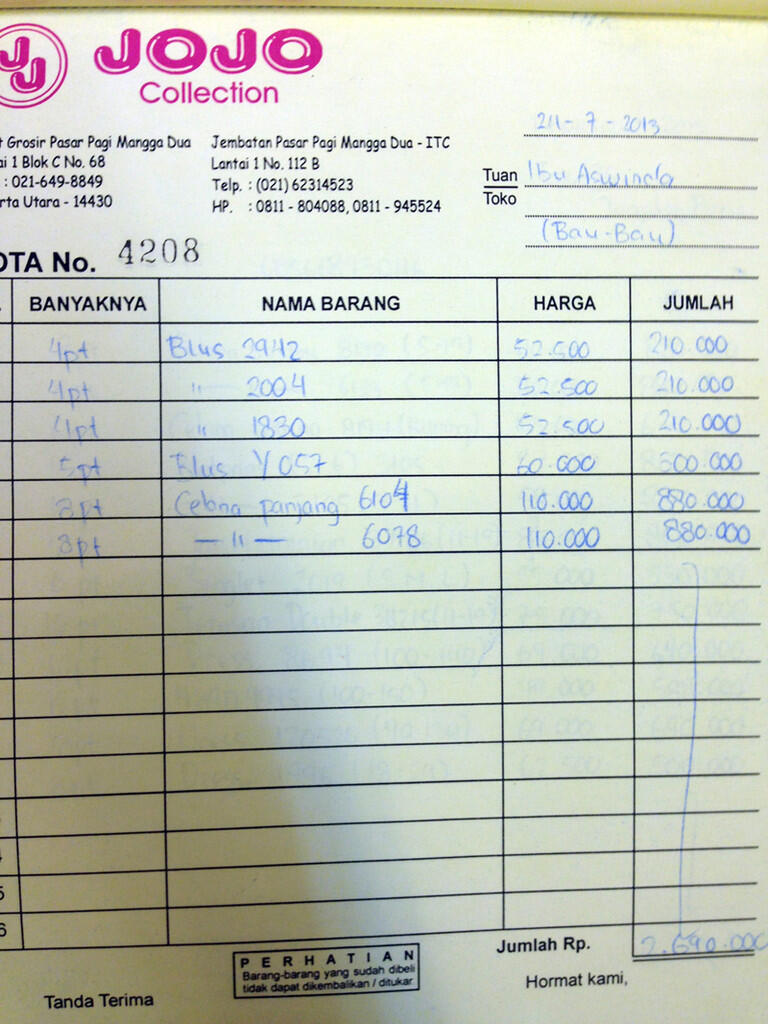 JJ JOJO
Collection
t Grosir Pasar Pagi Mangga Dua
ai 1 Blok C No. 68
: 021-649-8849
rta Utara - 14430
Jembatan Pasar Pagi Mangga Dua - ITC
Lantai 1 No. 112 B
Telp. : (021) 62314523
HP. : 0811 - 804088, 0811 - 945524
24 - 7 - 2013
Tuan Ibu Aswinda
Toko
(Bau-Bau)
OTA No. 4208
BANYAKNYA NAMA BARANG HARGA JUMLAH
4pt Blus 2942 52.500 210.000
4pt " — 2004 52.500 210.000
4pt " 1830 52.500 210.000
5pt Blus Y057 60.000 300.000
8pt Celana panjang 6104 110.000 880.000
8pt — " — 6078 110.000 880.000
5
6
Jumlah Rp. 2.690.000
PERHATIAN
Barang-barang yang sudah dibeli
tidak dapat dikembalikan / ditukar
Hormat kami,
Tanda Terima